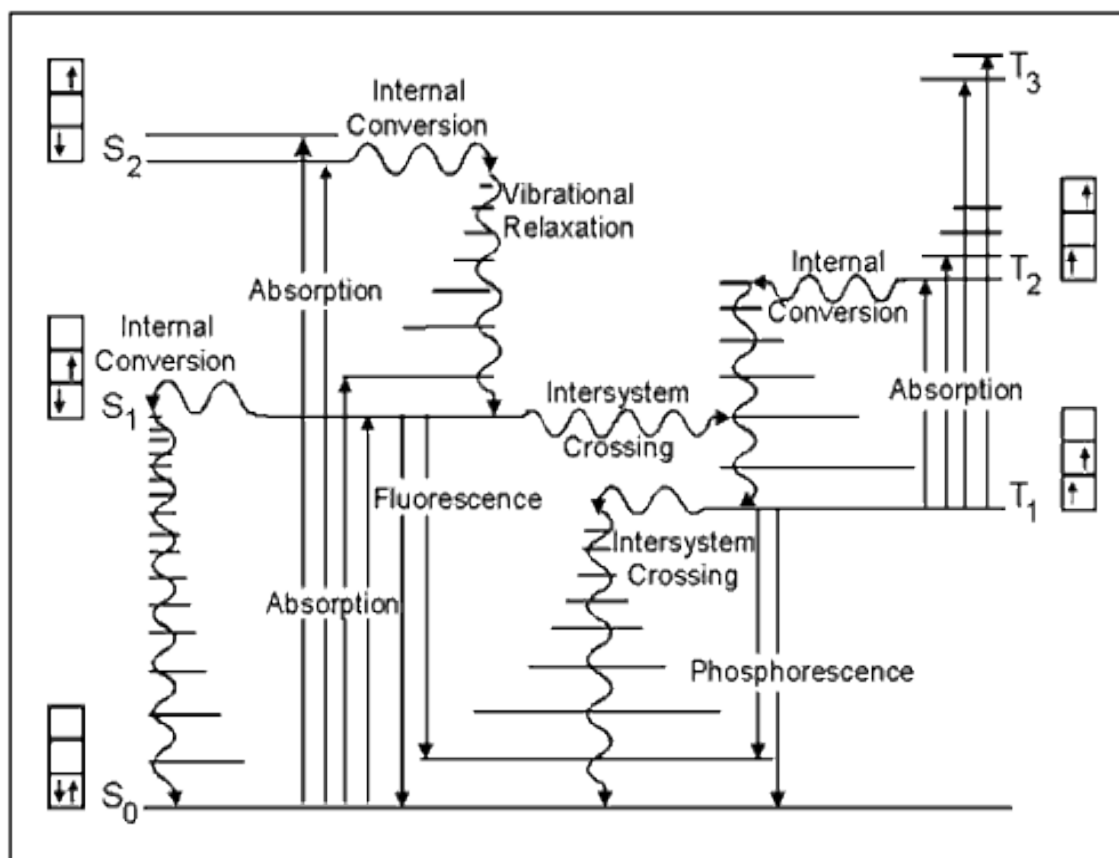 Internal
Conversion
T3
S2
Vibrational
Relaxation
Absorption
Internal
Conversion
T2
Internal
Conversion
S1
Intersystem
Crossing
Absorption
Fluorescence
T1
Intersystem
Crossing
Absorption
Phosphorescence
S0